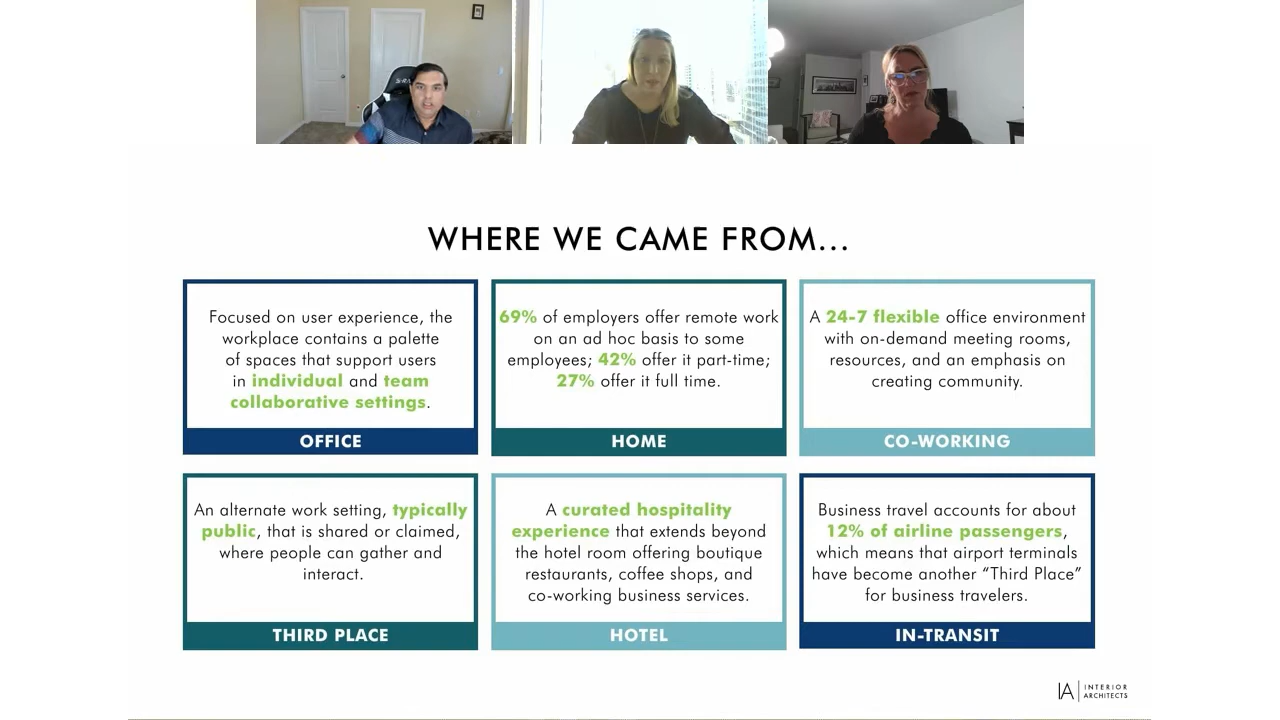 WHERE WE CAME FROM...
Focused on user experience, the
workplace contains a palette
of spaces that support users
in individual and team
collaborative settings.
OFFICE
69% of employers offer remote work
on an ad hoc basis to some
employees; 42% offer it part-time;
27% offer it full time.
HOME
A 24-7 flexible office environment
with on-demand meeting rooms,
resources, and an emphasis on
creating community.
CO-WORKING
An alternate work setting, typically
public, that is shared or claimed,
where people can gather and
interact.
THIRD PLACE
A curated hospitality
experience that extends beyond
the hotel room offering boutique
restaurants, coffee shops, and
co-working business services.
HOTEL
Business travel accounts for about
12% of airline passengers,
which means that airport terminals
have become another “Third Place”
for business travelers.
IN-TRANSIT
IA INTERIOR
ARCHITECTS